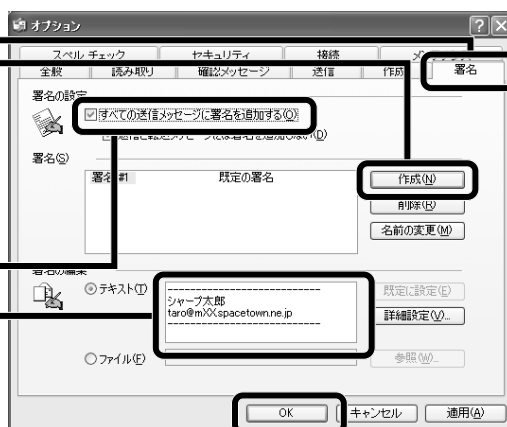 オプション
スペル チェック セキュリティ 接続
全般 読み取り 確認メッセージ 送信 作成 署名
署名の設定
すべての送信メッセージに署名を追加する(O)
署名(S)
署名 #1 既定の署名
作成(N)
削除(R)
名前の変更(M)
署名の編集
テキスト(T)
--------------------------------
シャープ太郎
taro@mXX.spacetown.ne.jp
--------------------------------
既定に設定(E)
詳細設定(V)...
ファイル(F)
参照(W)...
OK キャンセル 適用(A)